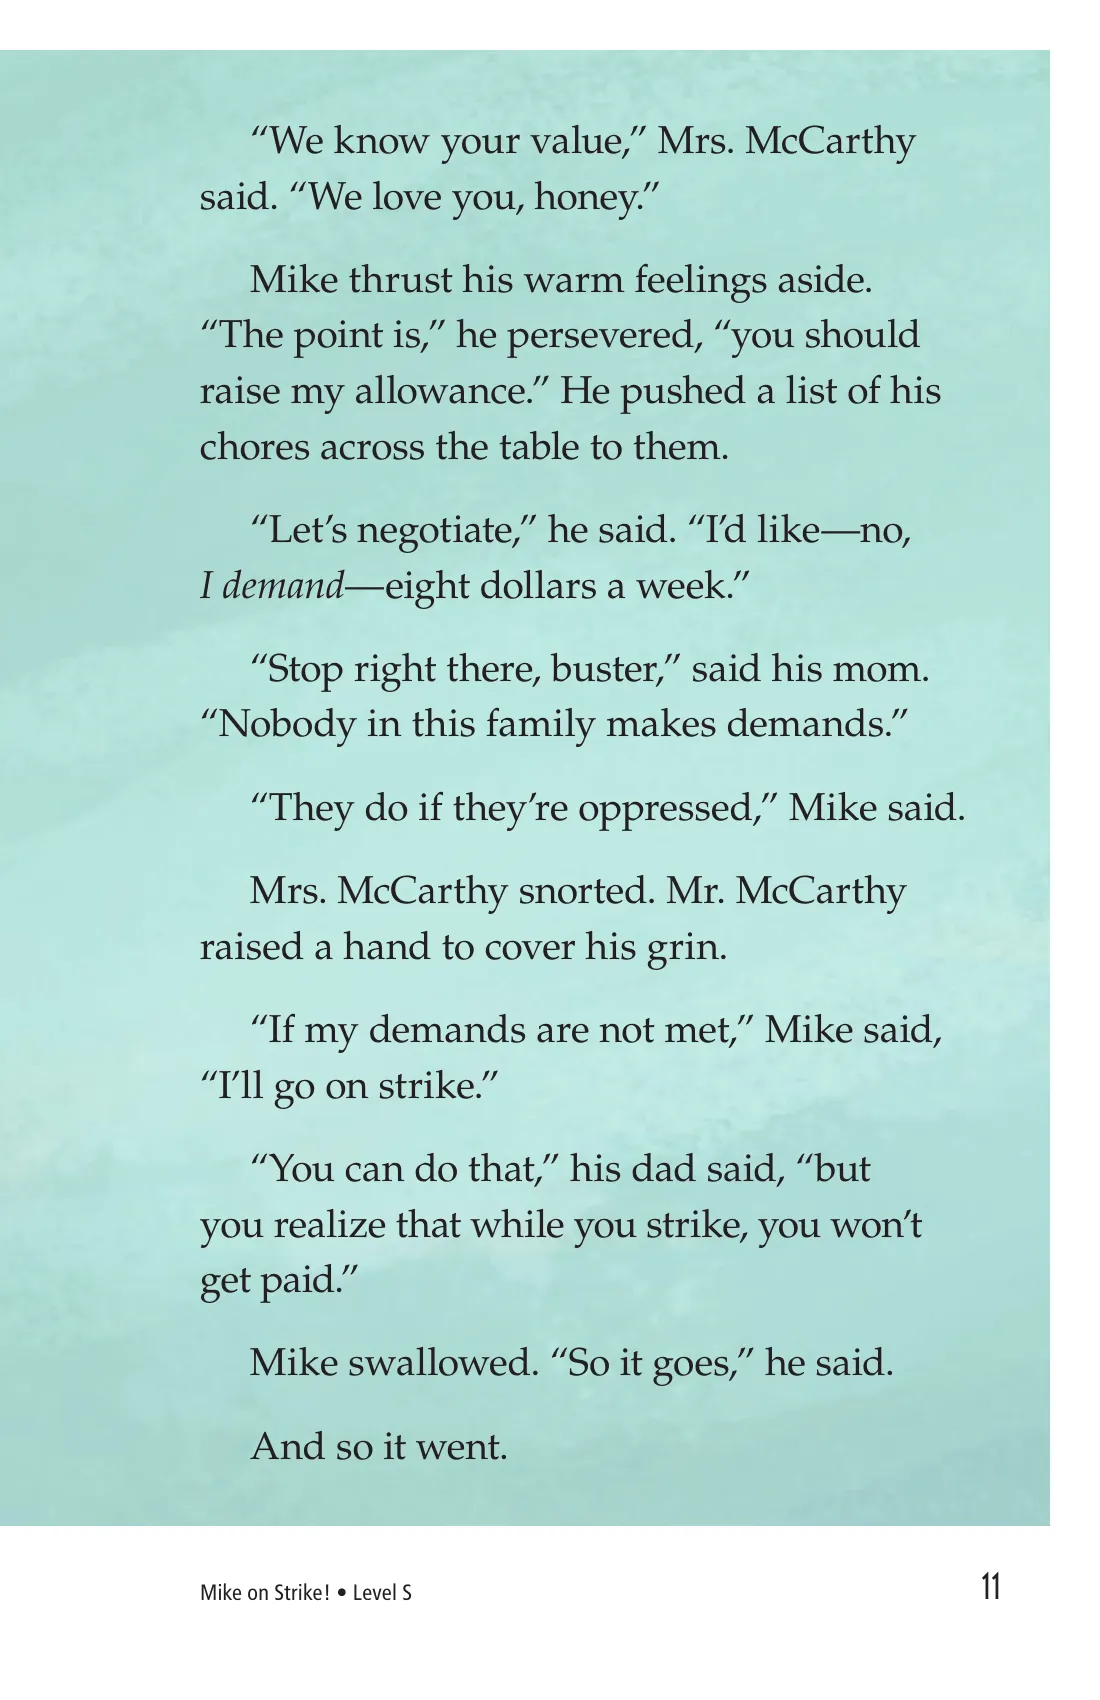 “We know your value,” Mrs. McCarthy
said. “We love you, honey.”
Mike thrust his warm feelings aside.
“The point is,” he persevered, “you should
raise my allowance.” He pushed a list of his
chores across the table to them.
“Let’s negotiate,” he said. “I’d like—no,
I demand—eight dollars a week.”
“Stop right there, buster,” said his mom.
“Nobody in this family makes demands.”
“They do if they’re oppressed,” Mike said.
Mrs. McCarthy snorted. Mr. McCarthy
raised a hand to cover his grin.
“If my demands are not met,” Mike said,
“I’ll go on strike.”
“You can do that,” his dad said, “but
you realize that while you strike, you won’t
get paid.”
Mike swallowed. “So it goes,” he said.
And so it went.
Mike on Strike! • Level S
11